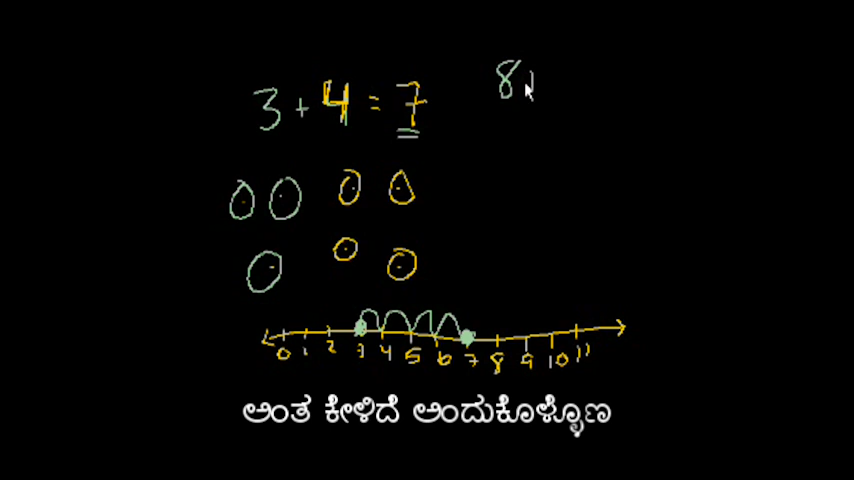 3 + 4 = 7 8
0 1 2 3 4 5 6 7 8 9 10 11
ಅಂತ ಕೇಳಿದೆ ಅಂದುಕೊಳ್ಳೋಣ